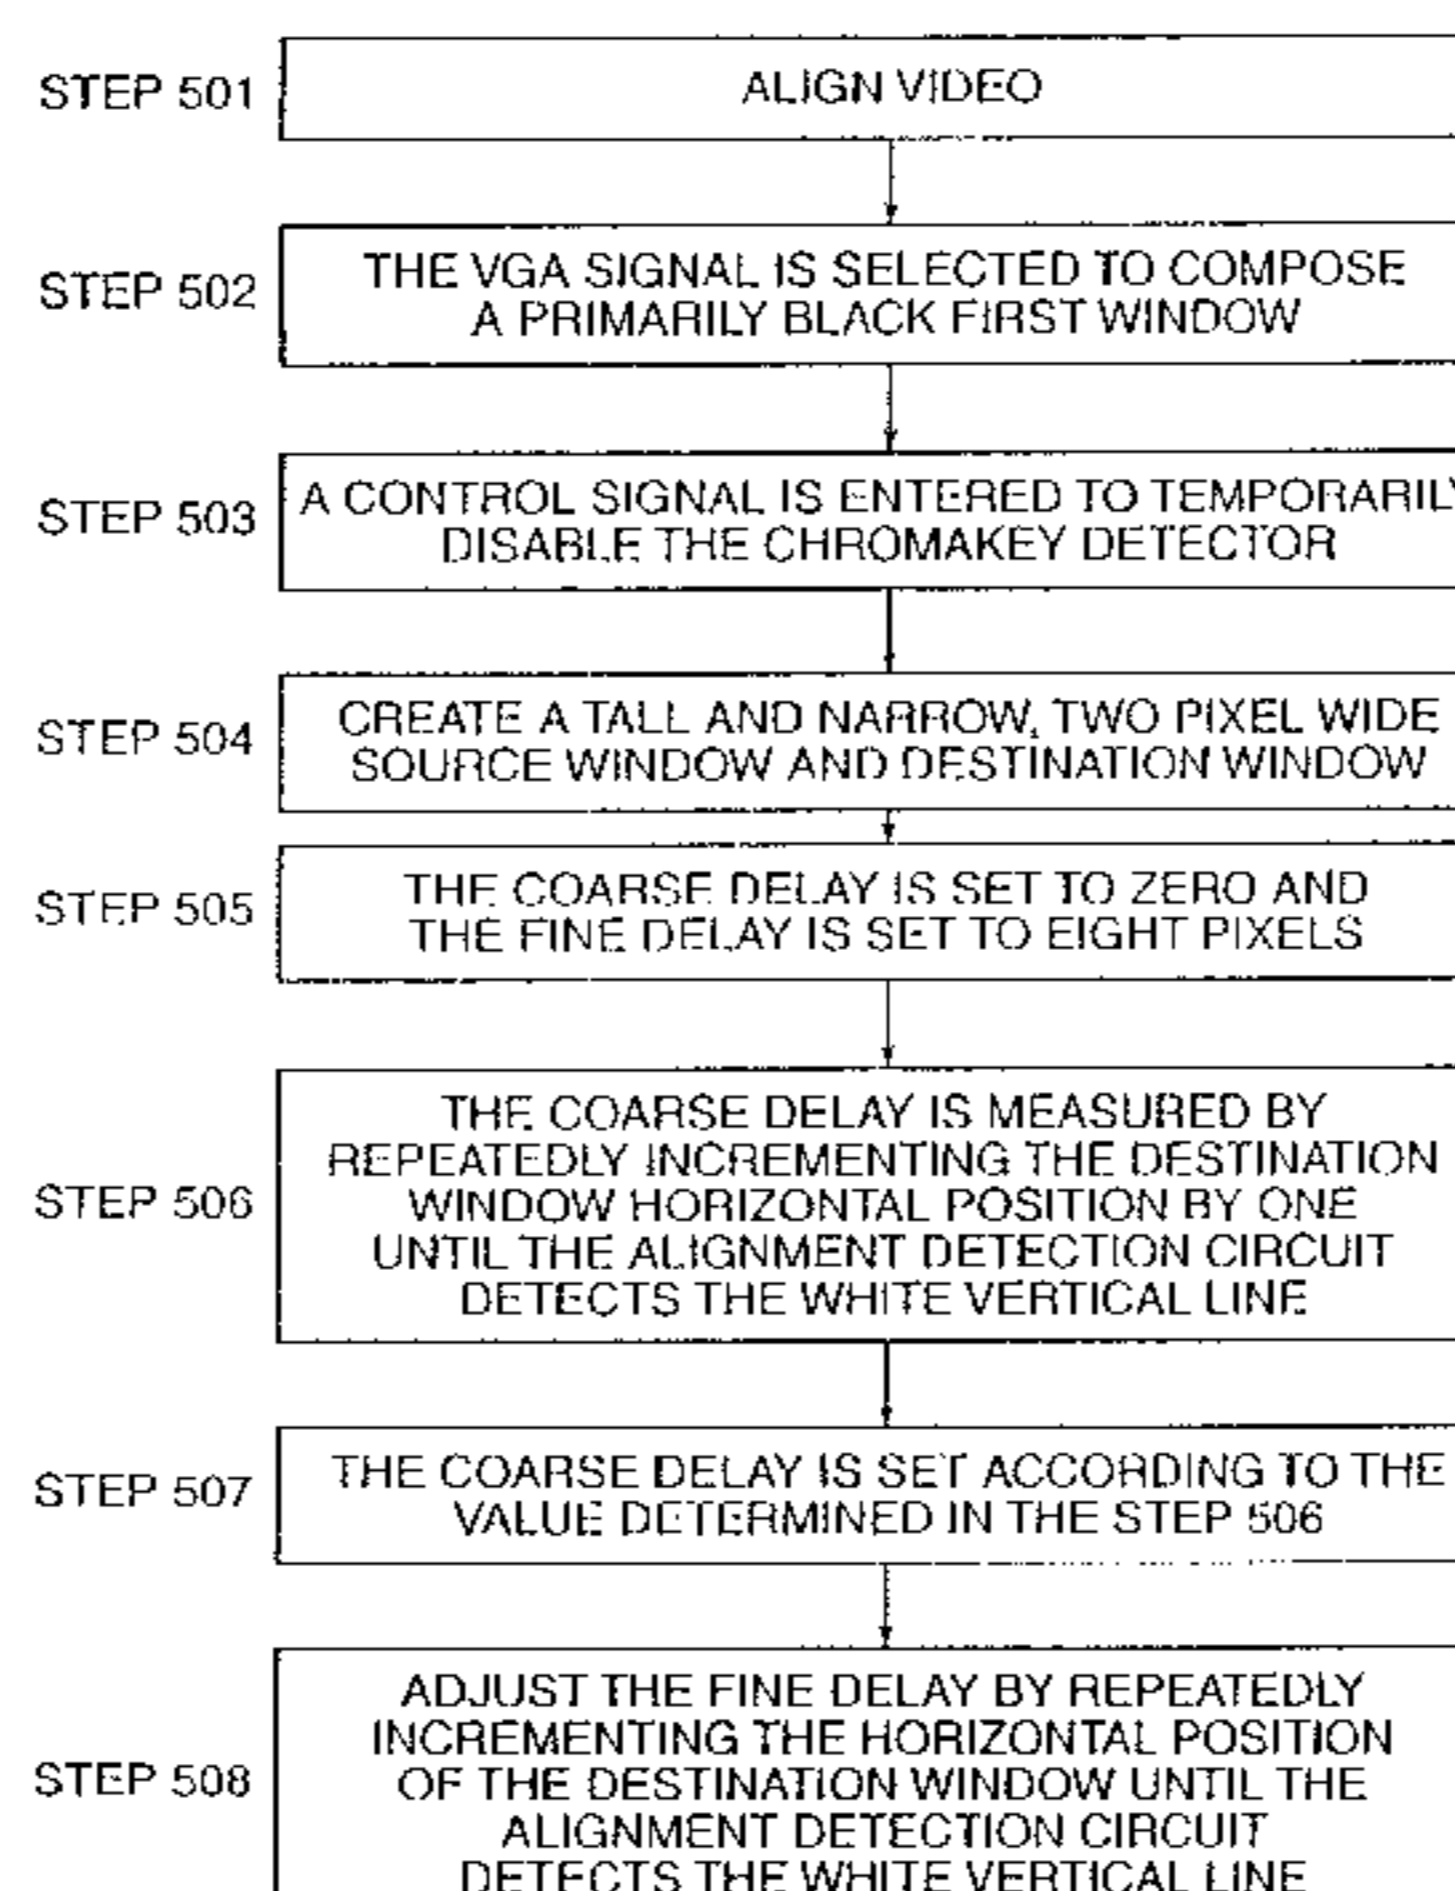 STEP 501
ALIGN VIDEO
STEP 502
THE VGA SIGNAL IS SELECTED TO COMPOSE
A PRIMARILY BLACK FIRST WINDOW
STEP 503
A CONTROL SIGNAL IS ENTERED TO TEMPORARILY
DISABLE THE CHROMAKEY DETECTOR
STEP 504
CREATE A TALL AND NARROW, TWO PIXEL WIDE
SOURCE WINDOW AND DESTINATION WINDOW
STEP 505
THE COARSE DELAY IS SET TO ZERO AND
THE FINE DELAY IS SET TO EIGHT PIXELS
STEP 506
THE COARSE DELAY IS MEASURED BY
REPEATEDLY INCREMENTING THE DESTINATION
WINDOW HORIZONTAL POSITION BY ONE
UNTIL THE ALIGNMENT DETECTION CIRCUIT
DETECTS THE WHITE VERTICAL LINE
STEP 507
THE COARSE DELAY IS SET ACCORDING TO THE
VALUE DETERMINED IN THE STEP 506
STEP 508
ADJUST THE FINE DELAY BY REPEATEDLY
INCREMENTING THE HORIZONTAL POSITION
OF THE DESTINATION WINDOW UNTIL THE
ALIGNMENT DETECTION CIRCUIT
DETECTS THE WHITE VERTICAL LINE